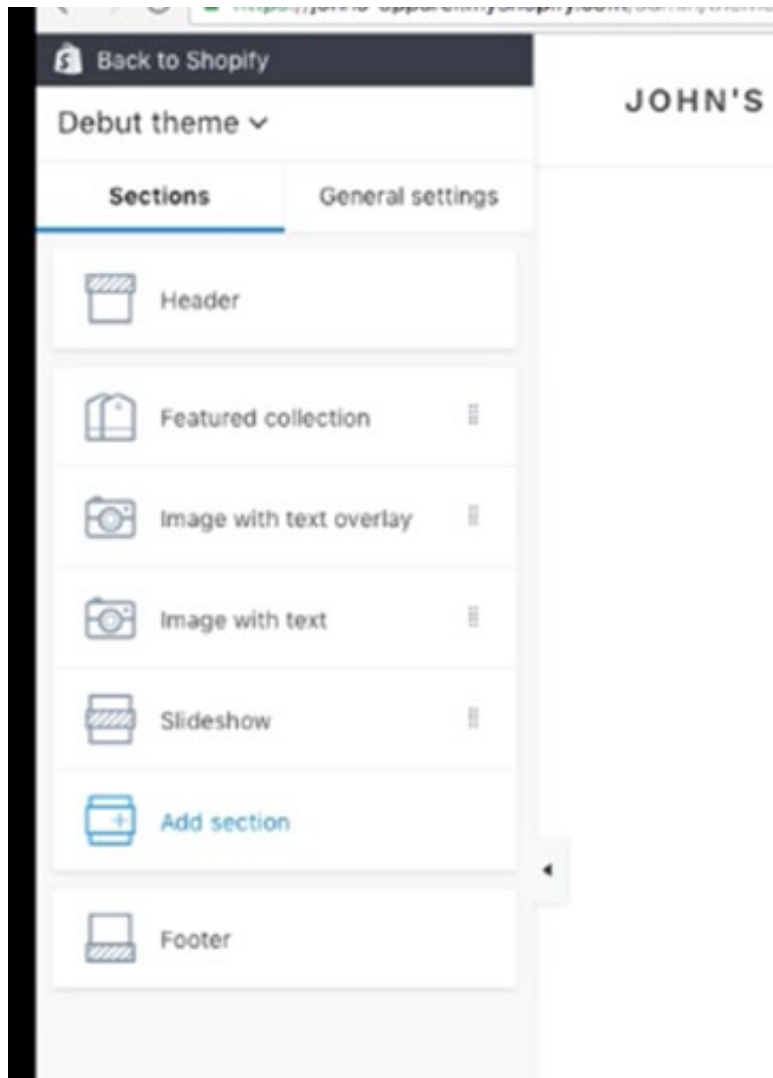 Back to Shopify
Debut theme
JOHN'S
Sections
General settings
Header
Featured collection
Image with text overlay
Image with text
Slideshow
Add section
Footer